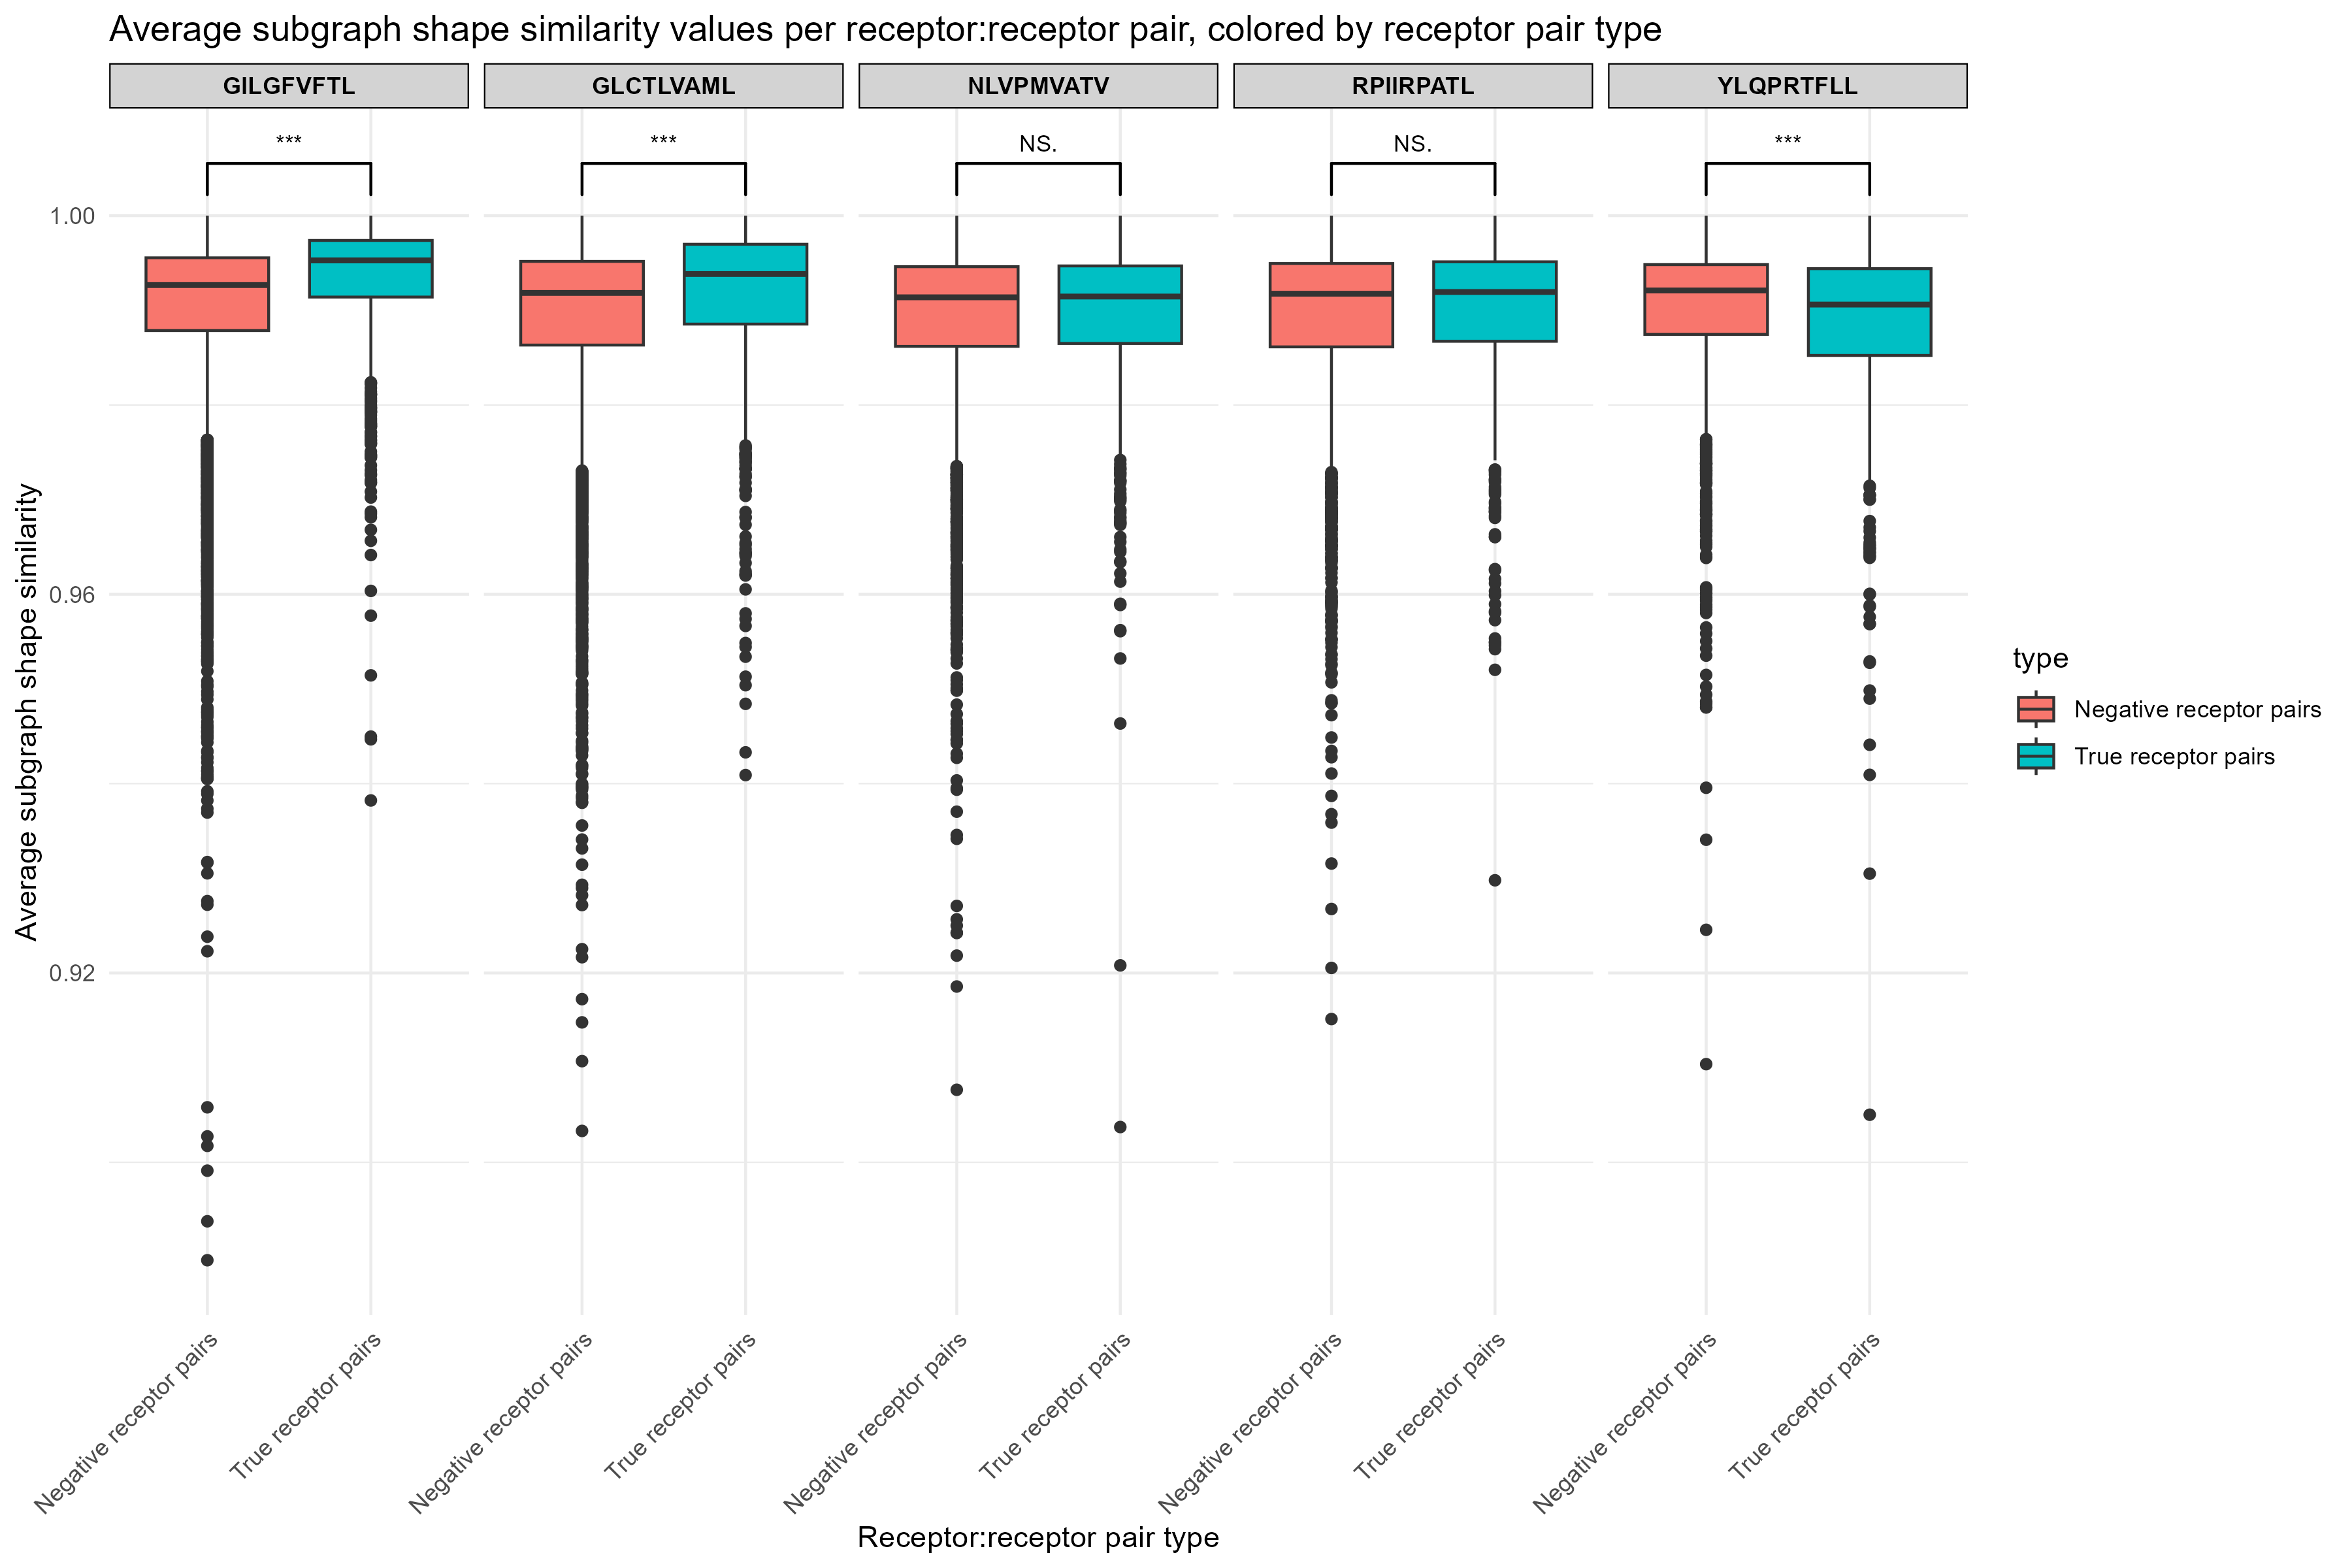 Average subgraph shape similarity values per receptor:receptor pair, colored by receptor pair type
GILGFVFTL
GLCTLVAML
NLVPMVATV
RPIIRPATL
YLQPRTFLL
***
***
NS.
NS.
***
1.00
0.96
0.92
Average subgraph shape similarity
Negative receptor pairs
True receptor pairs
Negative receptor pairs
True receptor pairs
Negative receptor pairs
True receptor pairs
Negative receptor pairs
True receptor pairs
Negative receptor pairs
True receptor pairs
Receptor:receptor pair type
type
Negative receptor pairs
True receptor pairs